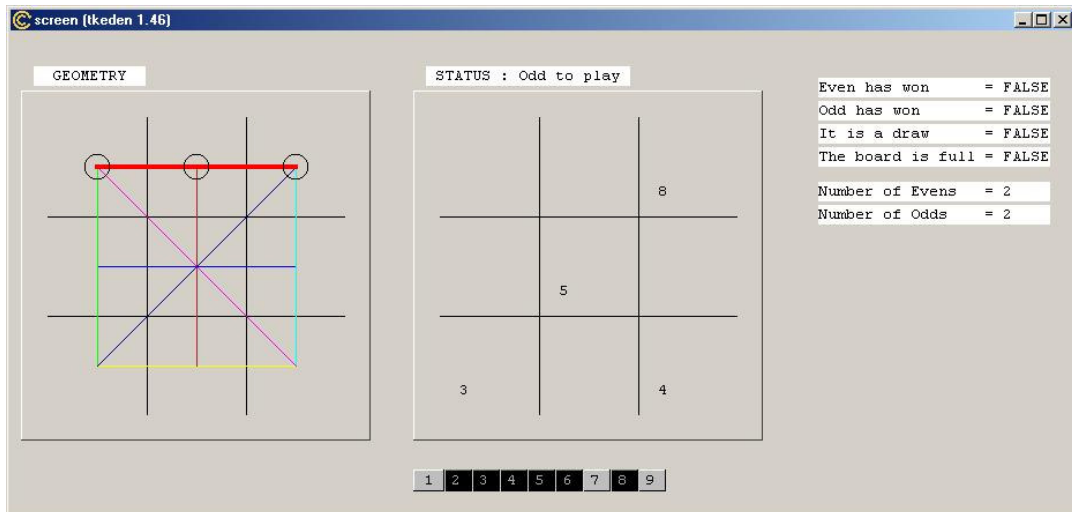 screen (tkeden 1.46)
GEOMETRY
STATUS : Odd to play
Even has won = FALSE
Odd has won = FALSE
It is a draw = FALSE
The board is full = FALSE
Number of Evens = 2
Number of Odds = 2
8
5
3 4
1 2 3 4 5 6 7 8 9